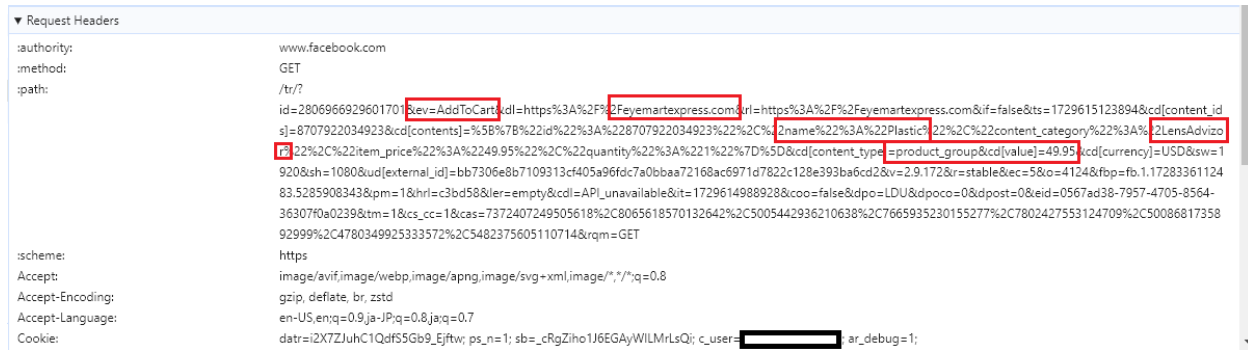 ▼ Request Headers
:authority: www.facebook.com
:method: GET
:path: /tr/?
id=2806966929601701&ev=AddToCart&dl=https%3A%2F%2Feyemartexpress.com&rl=https%3A%2F%2Feyemartexpress.com&if=false&ts=1729615123894&cd[content_id
s]=8707922034923&cd[contents]=%5B%7B%22id%22%3A%228707922034923%22%2C%22name%22%3A%22Plastic%22%2C%22content_category%22%3A%22LensAdvizo
r%22%2C%22item_price%22%3A%2249.95%22%2C%22quantity%22%3A%221%22%7D%5D&cd[content_type]=product_group&cd[value]=49.95&cd[currency]=USD&sw=1
920&sh=1080&ud[external_id]=bb7306e8b7109313cf405a96fdc7a0bbaa72168ac6971d7822c128e393ba6cd2&v=2.9.172&r=stable&ec=5&o=4124&fbp=fb.1.17283361124
83.5285908343&pm=1&hrl=c3bd58&ler=empty&cdl=API_unavailable&it=1729614988928&coo=false&dpo=LDU&dpoco=0&dpost=0&eid=0567ad38-7957-4705-8564-
36307f0a0239&tm=1&cs_cc=1&cas=7372407249505618%2C8065618570132642%2C5005442936210638%2C7665935230155277%2C7802427553124709%2C50086817358
92999%2C4780349925333572%2C5482375605110714&rqm=GET
:scheme: https
Accept: image/avif,image/webp,image/apng,image/svg+xml,image/*,*/*;q=0.8
Accept-Encoding: gzip, deflate, br, zstd
Accept-Language: en-US,en;q=0.9,ja-JP;q=0.8,ja;q=0.7
Cookie: datr=i2X7ZJuhC1QdfS5Gb9_Ejftw; ps_n=1; sb=_cRgZiho1J6EGAyWILMrLsQi; c_user= ; ar_debug=1;